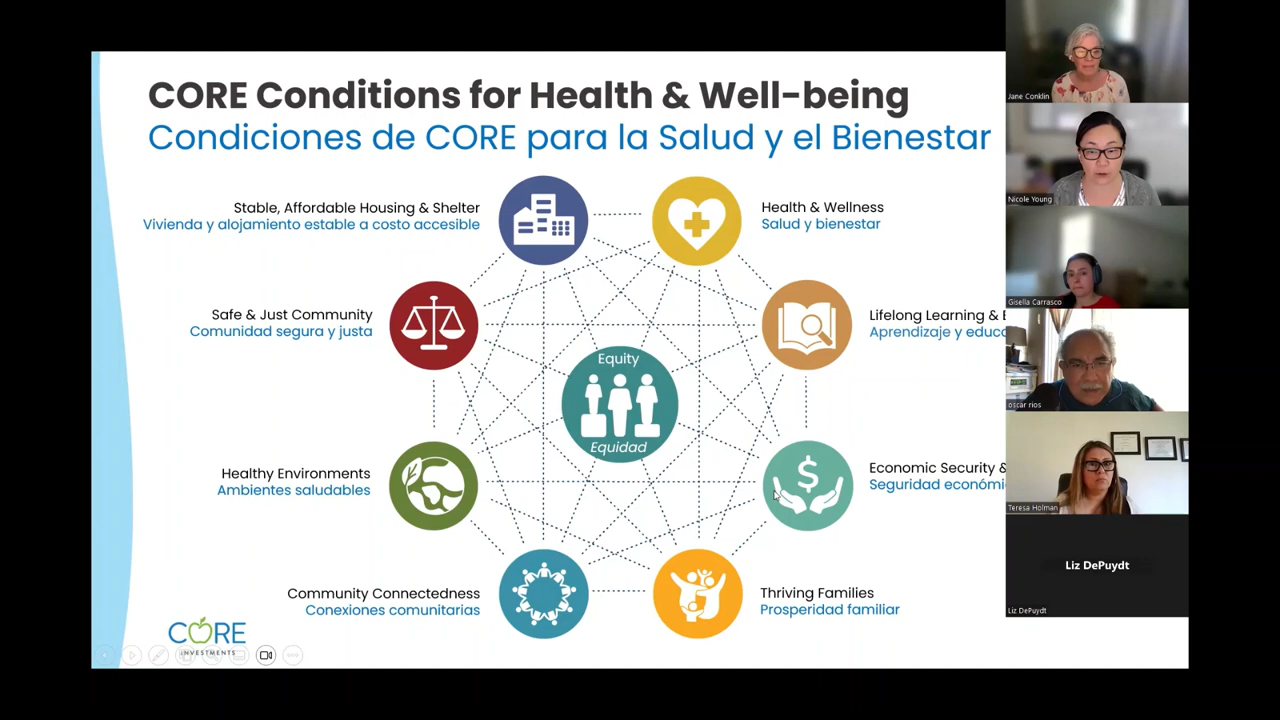 CORE Conditions for Health & Well-being
Condiciones de CORE para la Salud y el Bienestar
Stable, Affordable Housing & Shelter
Vivienda y alojamiento estable a costo accesible
Health & Wellness
Salud y bienestar
Safe & Just Community
Comunidad segura y justa
Lifelong Learning &
Aprendizaje y
Equity
Equidad
Healthy Environments
Ambientes saludables
Economic Security &
Seguridad
Community Connectedness
Conexiones comunitarias
Thriving Families
Prosperidad familiar
CORE
INVESTMENTS
Jane Conklin
Nicole Young
Gisella Carrasco
oscar rios
Teresa Holman
Liz DePuydt
Liz DePuydt